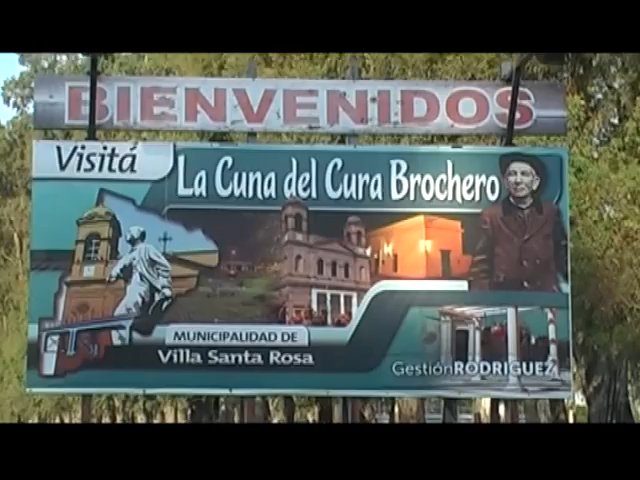 BIENVENIDOS
Visitá
La Cuna del Cura Brochero
MUNICIPALIDAD DE
Villa Santa Rosa
GestiónRODRIGUEZ